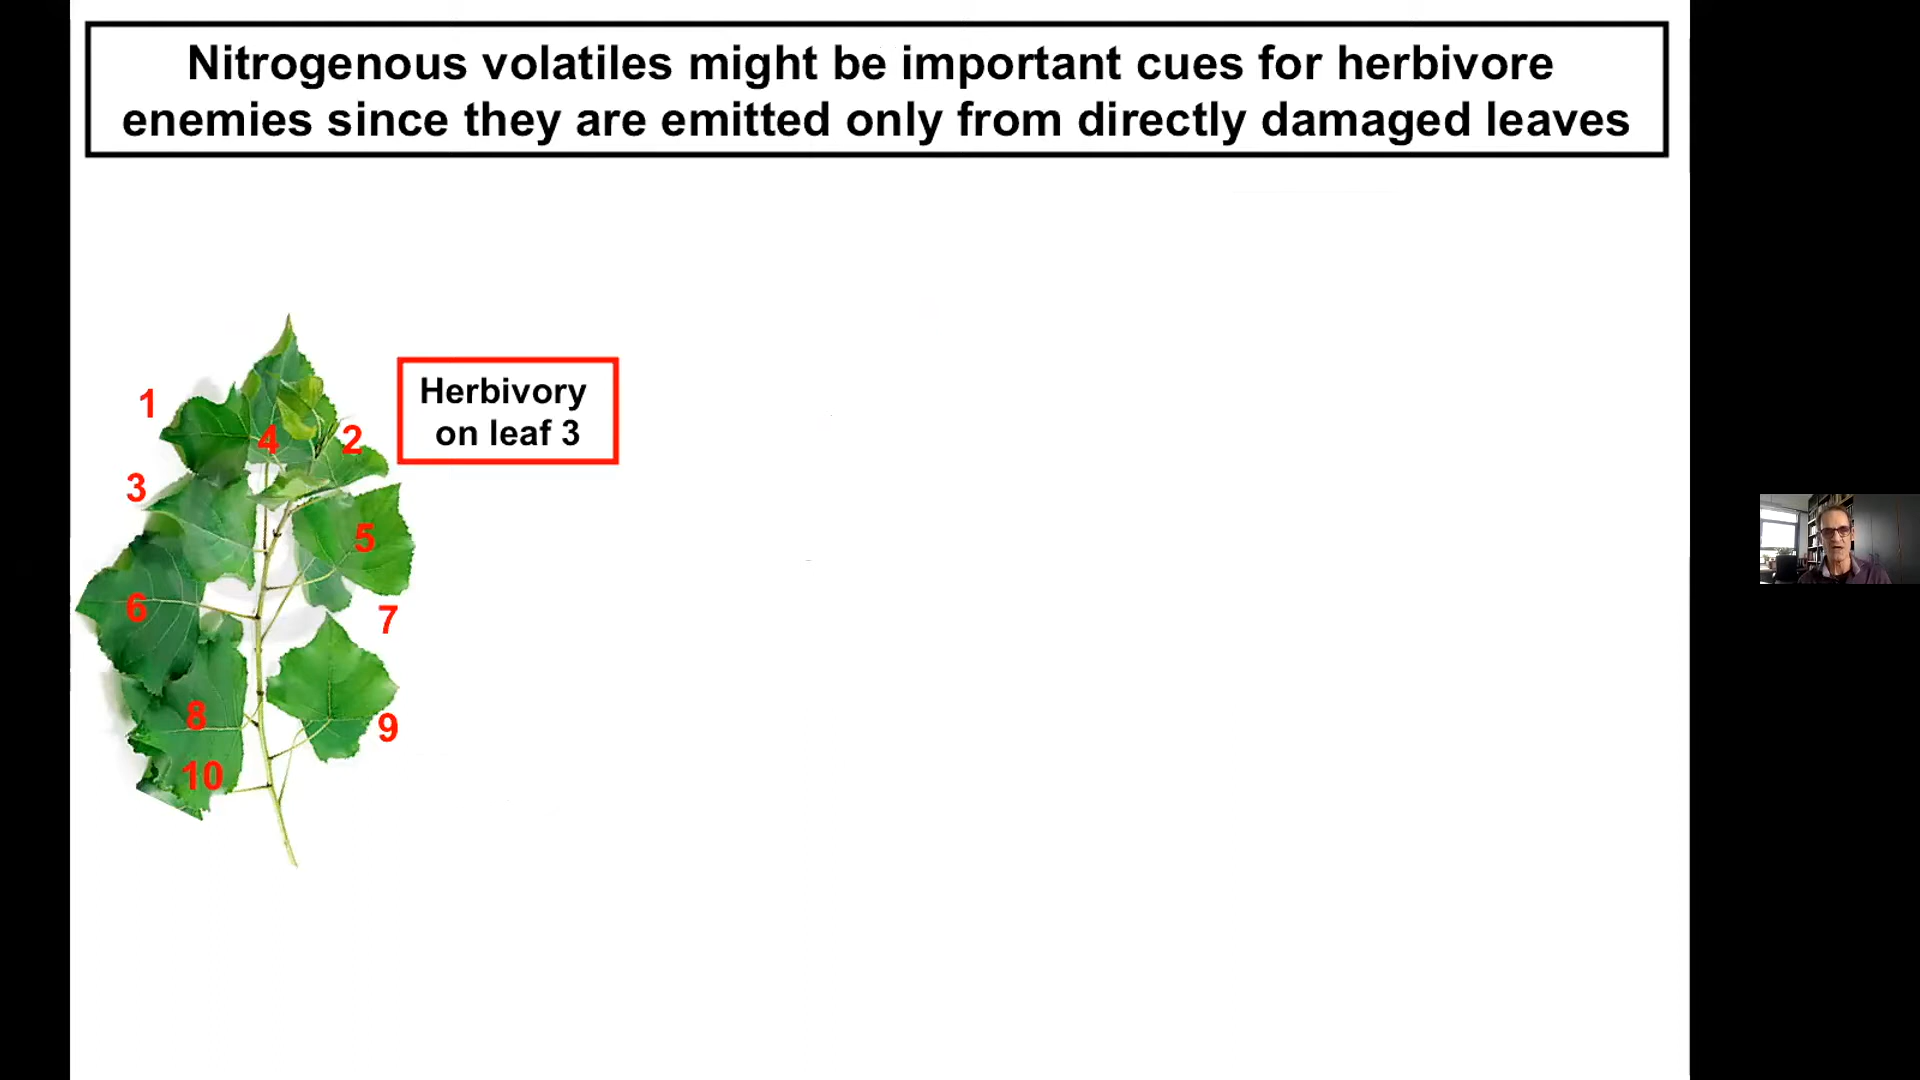 Nitrogenous volatiles might be important cues for herbivore
enemies since they are emitted only from directly damaged leaves
Herbivory
on leaf 3
1
4
2
3
5
6
7
8
9
10